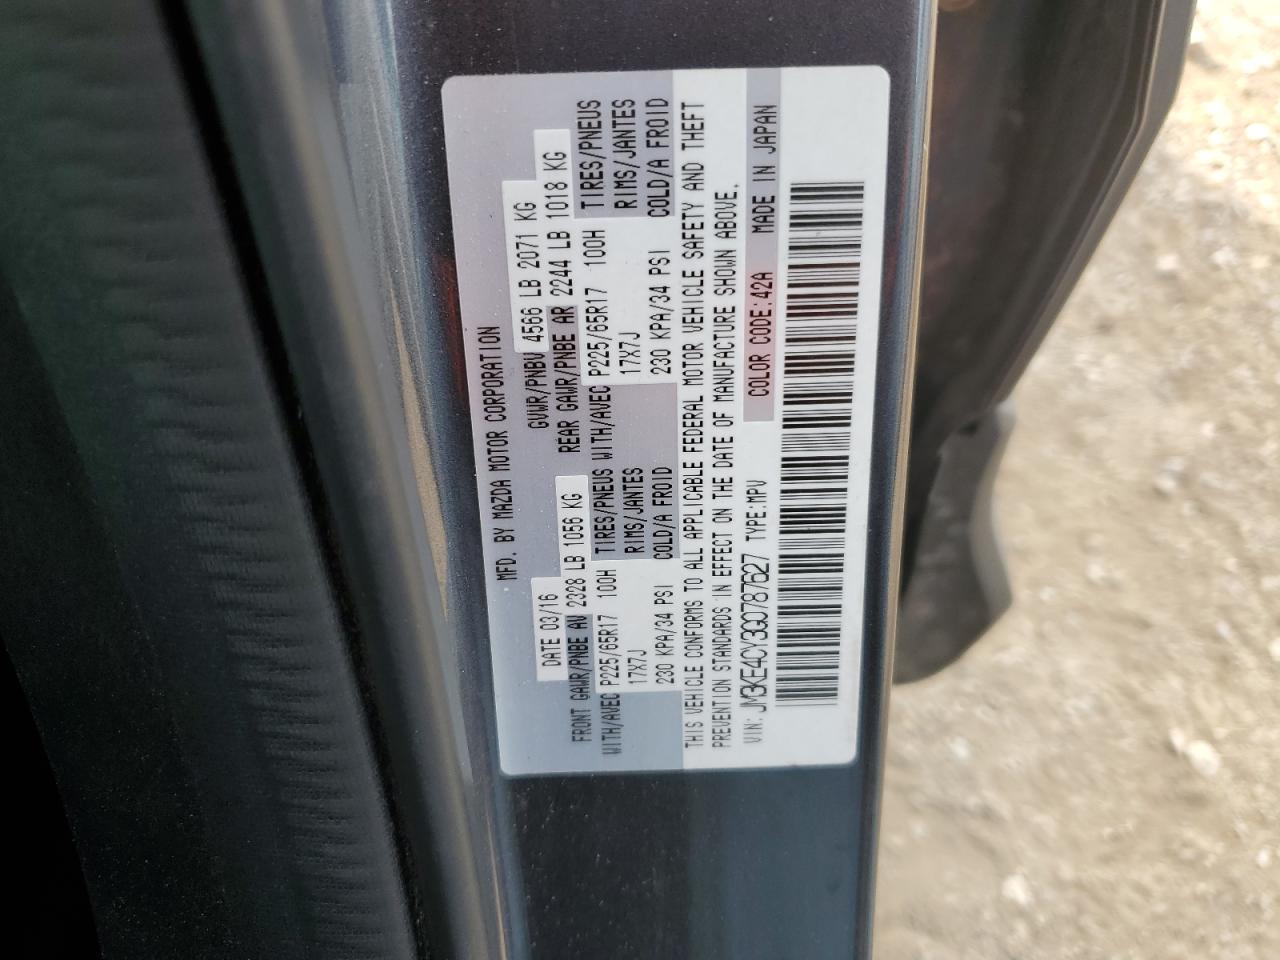 MFD. BY MAZDA MOTOR CORPORATION
DATE 03/16 GVWR/PNBV 4566 LB 2071 KG
FRONT GAWR/PNBE AV 2328 LB 1056 KG REAR GAWR/PNBE AR 2244 LB 1018 KG
WITH/AVEC P225/65R17 100H TIRES/PNEUS WITH/AVEC P225/65R17 100H TIRES/PNEUS
17X7J RIMS/JANTES 17X7J RIMS/JANTES
230 KPA/34 PSI COLD/A FROID 230 KPA/34 PSI COLD/A FROID
THIS VEHICLE CONFORMS TO ALL APPLICABLE FEDERAL MOTOR VEHICLE SAFETY AND THEFT
PREVENTION STANDARDS IN EFFECT ON THE DATE OF MANUFACTURE SHOWN ABOVE.
VIN: JM3KE4CY3G0787627 TYPE:MPV COLOR CODE:42A MADE IN JAPAN